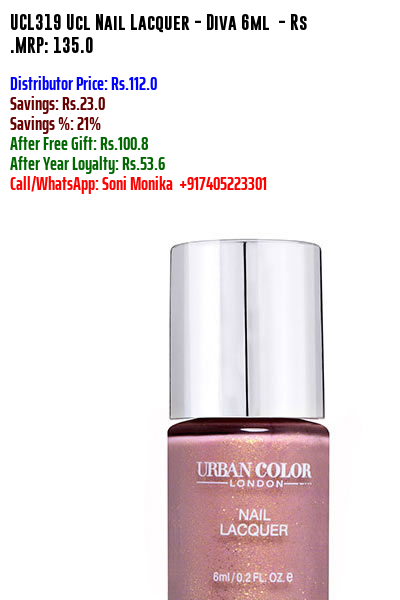 UCL319 Ucl Nail Lacquer - Diva 6ml - Rs
.MRP: 135.0
Distributor Price: Rs.112.0
Savings: Rs.23.0
Savings %: 21%
After Free Gift: Rs.100.8
After Year Loyalty: Rs.53.6
Call/WhatsApp: Soni Monika +917405223301
URBAN COLOR
LONDON
NAIL
LACQUER
6ml/0.2 FL. OZ. e